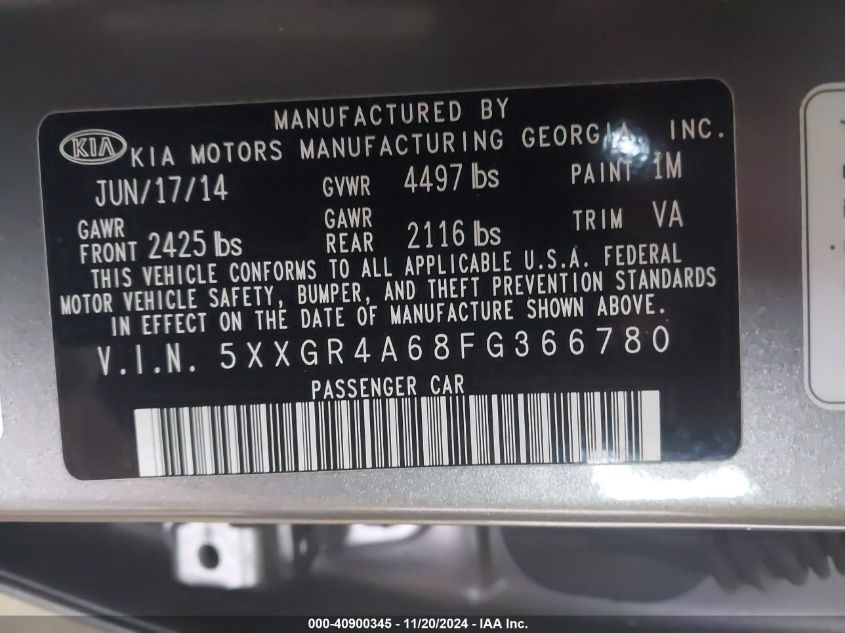 MANUFACTURED BY
KIA KIA MOTORS MANUFACTURING GEORGIA, INC.
JUN/17/14 GVWR 4497 lbs PAINT 1M
GAWR FRONT 2425 lbs GAWR REAR 2116 lbs TRIM VA
THIS VEHICLE CONFORMS TO ALL APPLICABLE U.S.A. FEDERAL
MOTOR VEHICLE SAFETY, BUMPER, AND THEFT PREVENTION STANDARDS
IN EFFECT ON THE DATE OF MANUFACTURE SHOWN ABOVE.
V.I.N. 5XXGR4A68FG366780
PASSENGER CAR
000-40900345 - 11/20/2024 - IAA Inc.